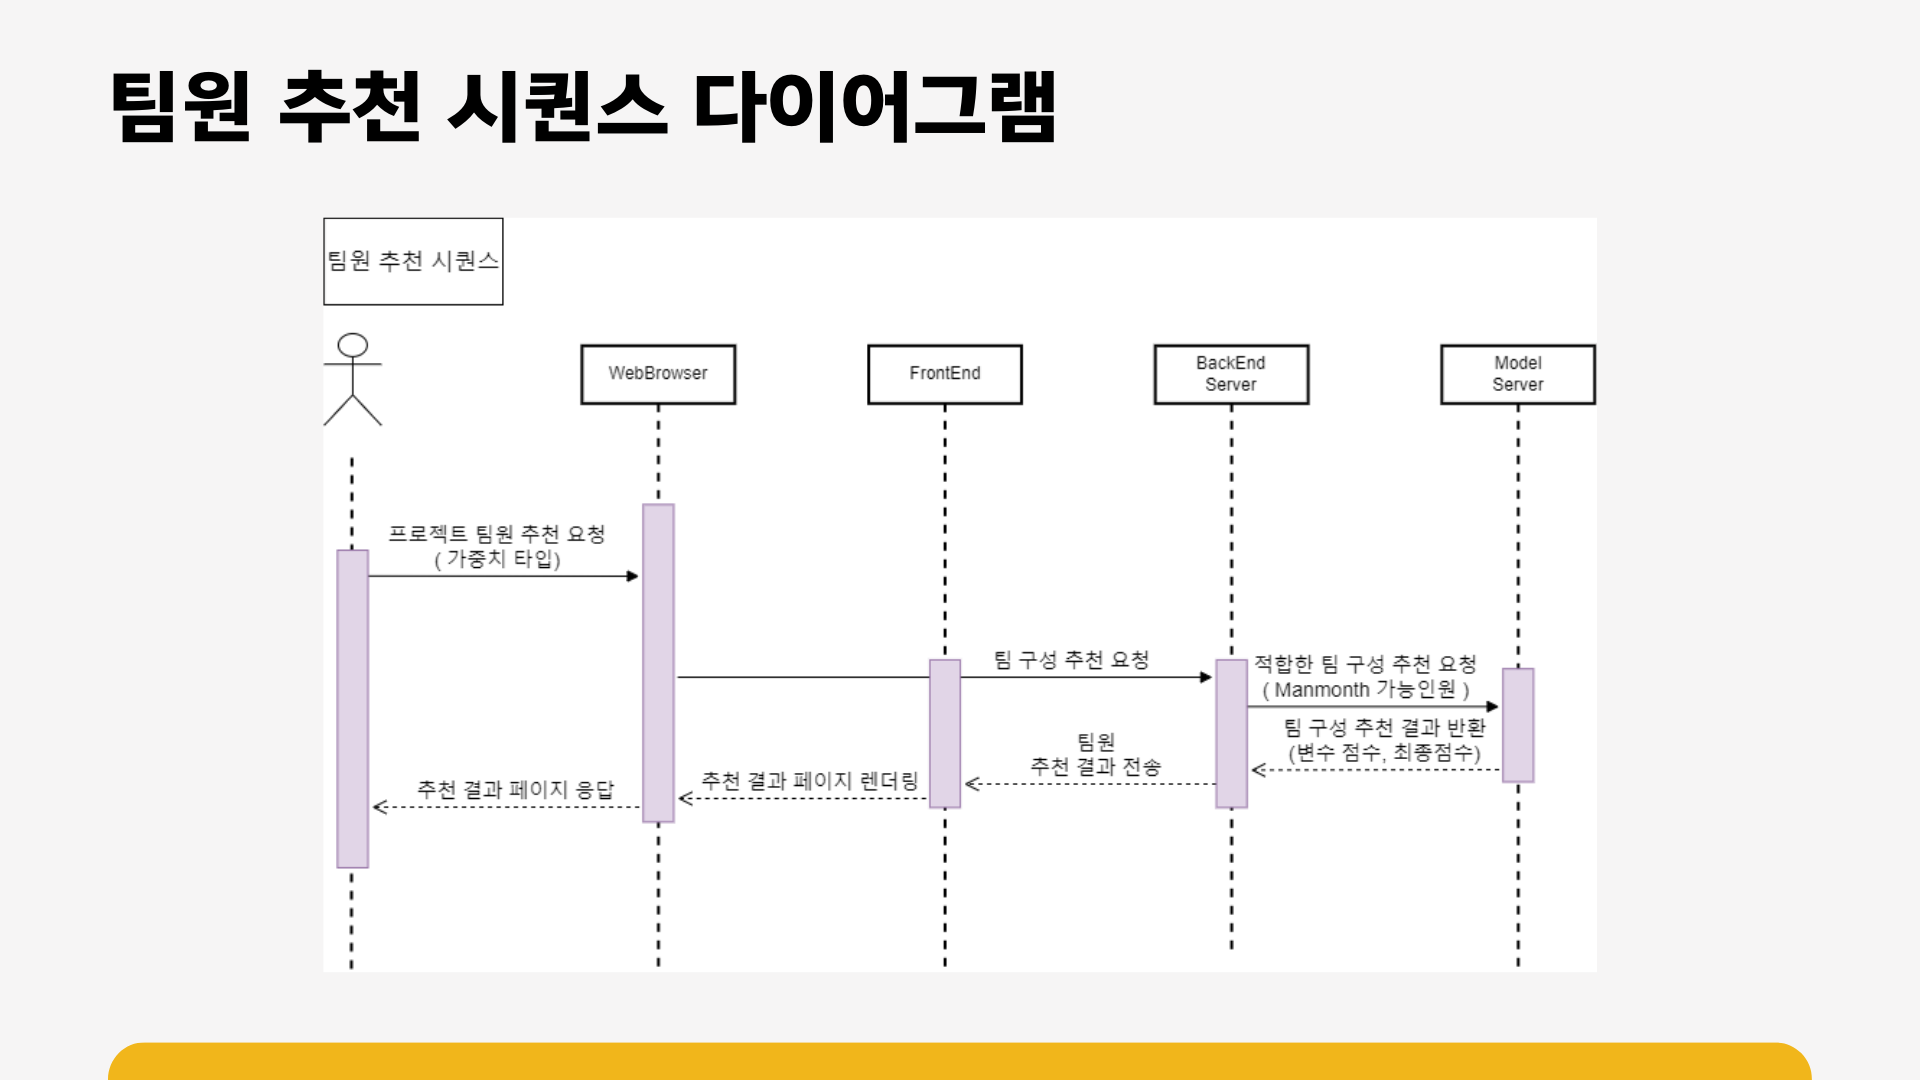 팀원 추천 시퀀스 다이어그램
팀원 추천 시퀀스
WebBrowser
FrontEnd
BackEnd
Server
Model
Server
프로젝트 팀원 추천 요청
( 가중치 타입)
팀 구성 추천 요청
적합한 팀 구성 추천 요청
( Manmonth 가능인원 )
팀 구성 추천 결과 반환
(변수 점수, 최종점수)
팀원
추천 결과 전송
추천 결과 페이지 렌더링
추천 결과 페이지 응답